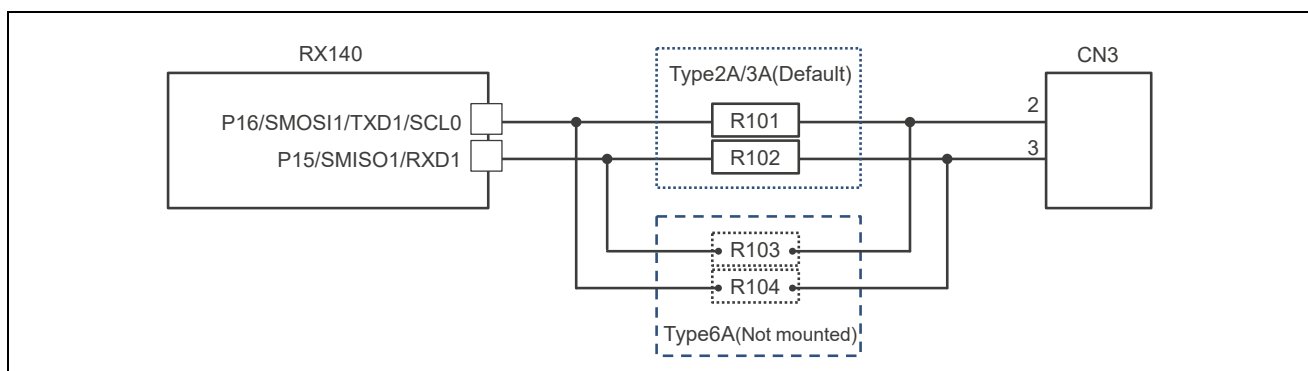 RX140
CN3
Type2A/3A(Default)
P16/SMOSI1/TXD1/SCL0
R101
2
P15/SMISO1/RXD1
R102
3
R103
R104
Type6A(Not mounted)